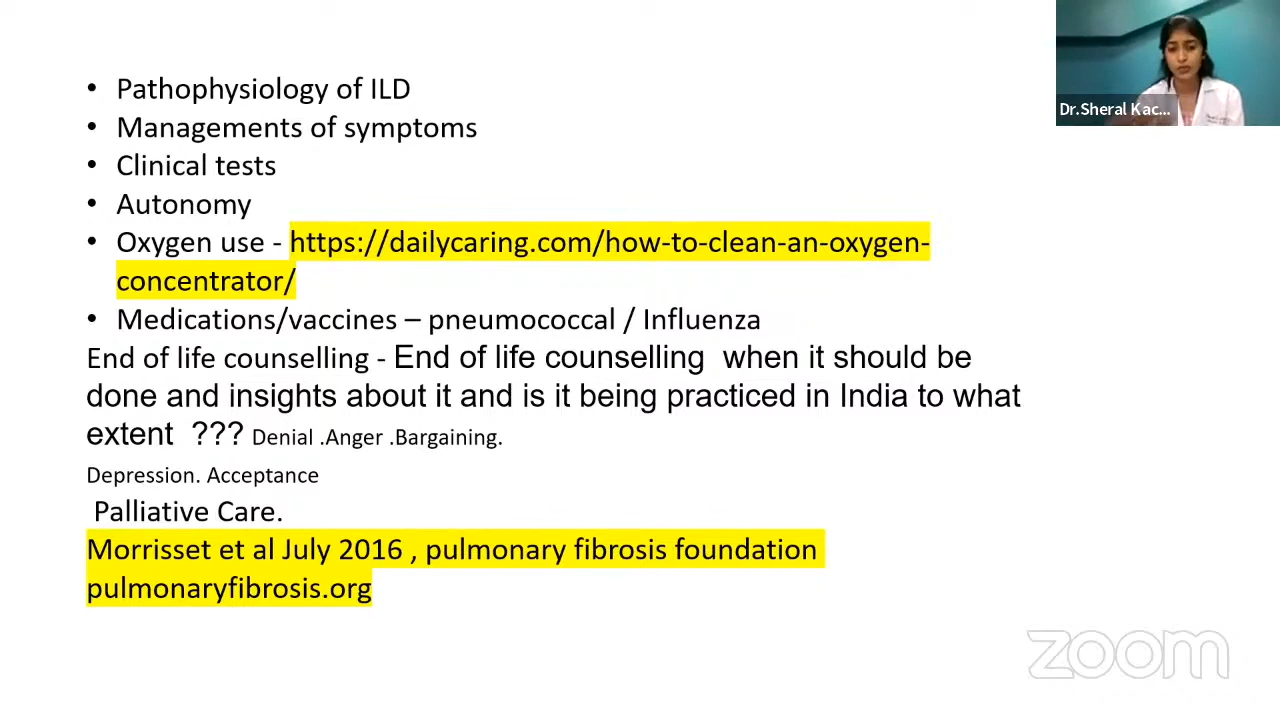 • Pathophysiology of ILD
• Managements of symptoms
• Clinical tests
• Autonomy
• Oxygen use - https://dailycaring.com/how-to-clean-an-oxygen-
concentrator/
• Medications/vaccines – pneumococcal / Influenza
End of life counselling - End of life counselling  when it should be
done and insights about it and is it being practiced in India to what
extent  ??? Denial .Anger .Bargaining.
Depression. Acceptance
Palliative Care.
Morrisset et al July 2016 , pulmonary fibrosis foundation
pulmonaryfibrosis.org
Dr.Sheral Kac...
zoom